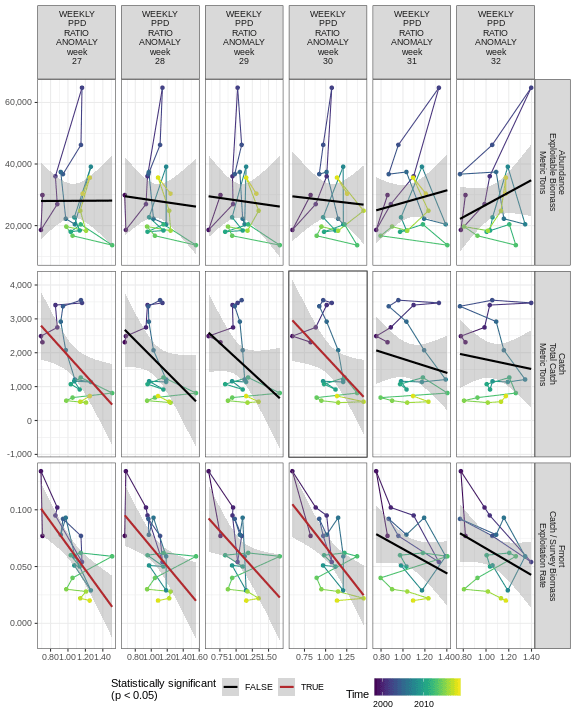 WEEKLY
PPD
RATIO
ANOMALY
week
27
WEEKLY
PPD
RATIO
ANOMALY
week
28
WEEKLY
PPD
RATIO
ANOMALY
week
29
WEEKLY
PPD
RATIO
ANOMALY
week
30
WEEKLY
PPD
RATIO
ANOMALY
week
31
WEEKLY
PPD
RATIO
ANOMALY
week
32
60,000
40,000
20,000
Abundance
Exploitable Biomass
Metric Tons
4,000
3,000
2,000
1,000
0
-1,000
Catch
Total Catch
Metric Tons
0.100
0.050
0.000
Fmort
Catch / Survey Biomass
Exploitation Rate
0.80 1.00 1.20 1.40
0.80 1.00 1.20 1.40 1.60
0.75 1.00 1.25 1.50
0.75 1.00 1.25
0.80 1.00 1.20 1.40
0.80 1.00 1.20 1.40
Statistically significant
(p < 0.05)
FALSE TRUE
Time
2000 2010